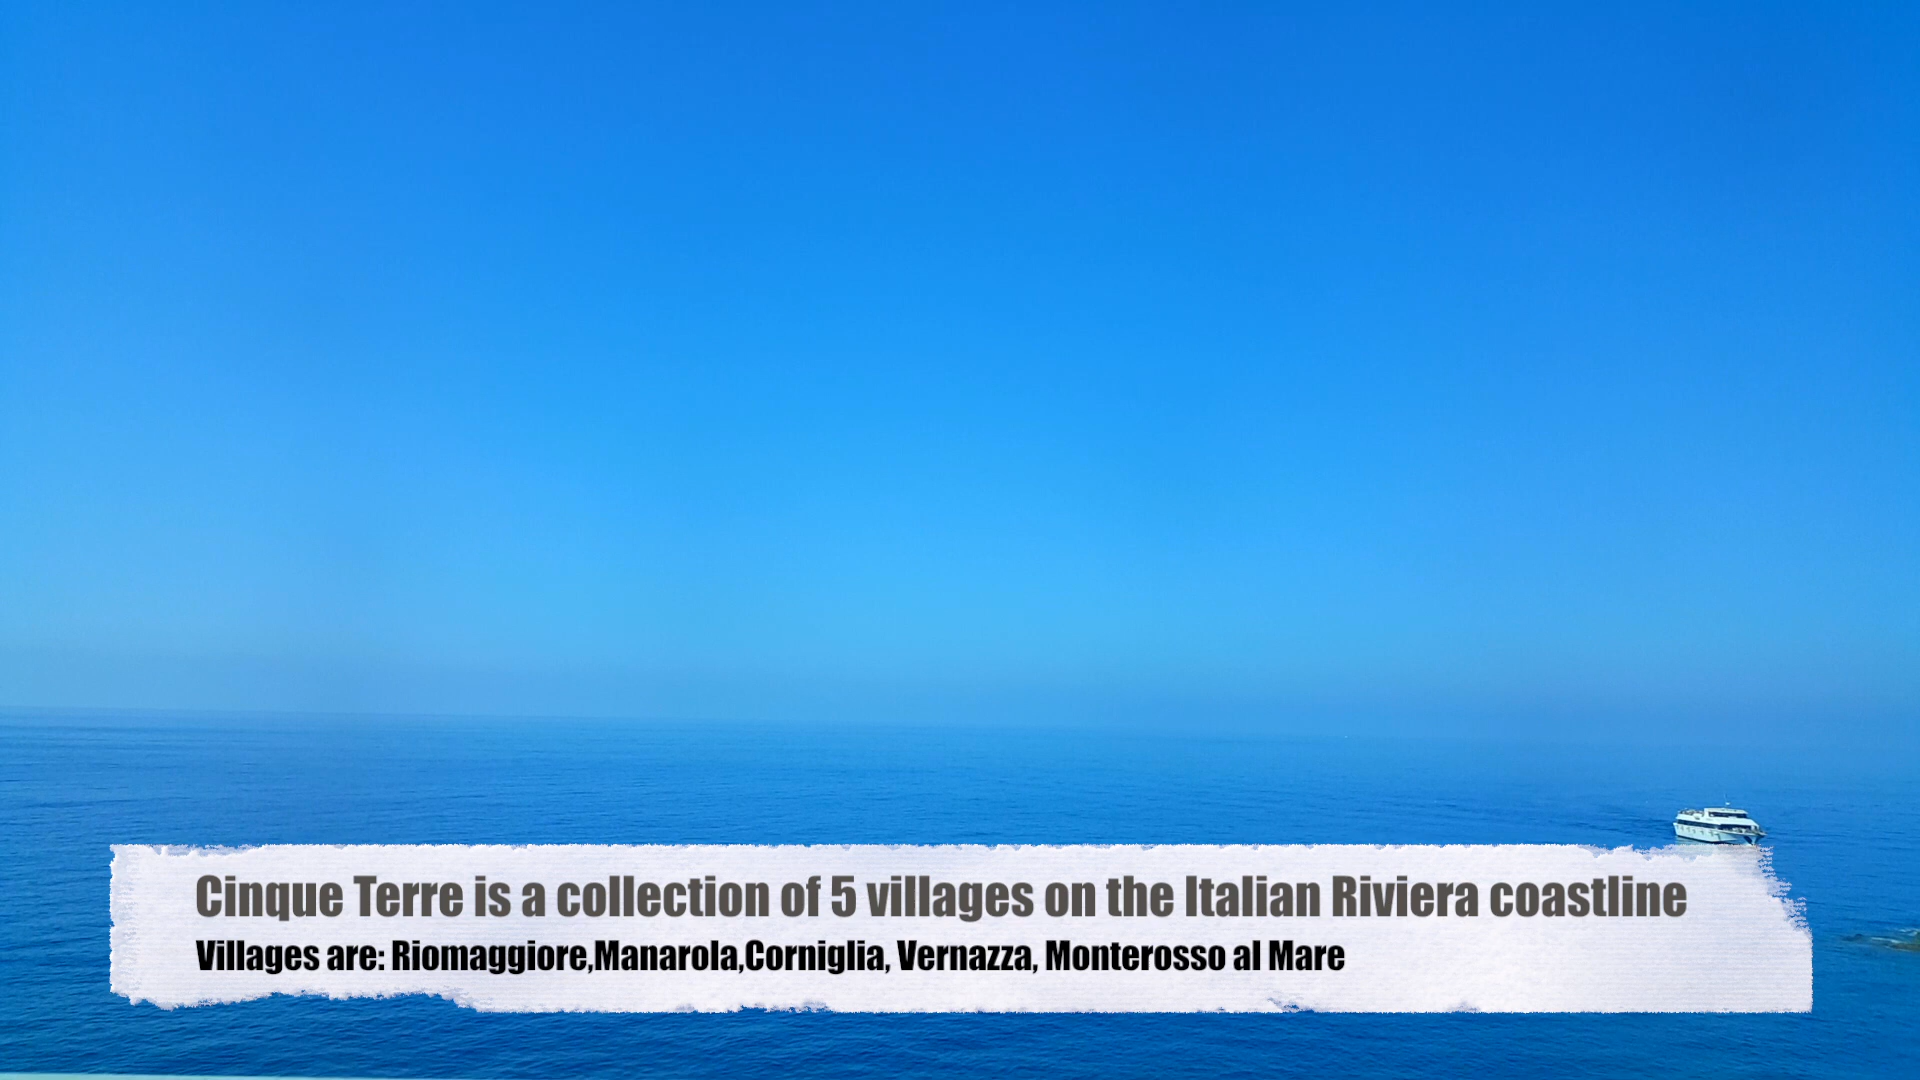 Cinque Terre is a collection of 5 villages on the Italian Riviera coastline
Villages are: Riomaggiore,Manarola,Corniglia, Vernazza, Monterosso al Mare